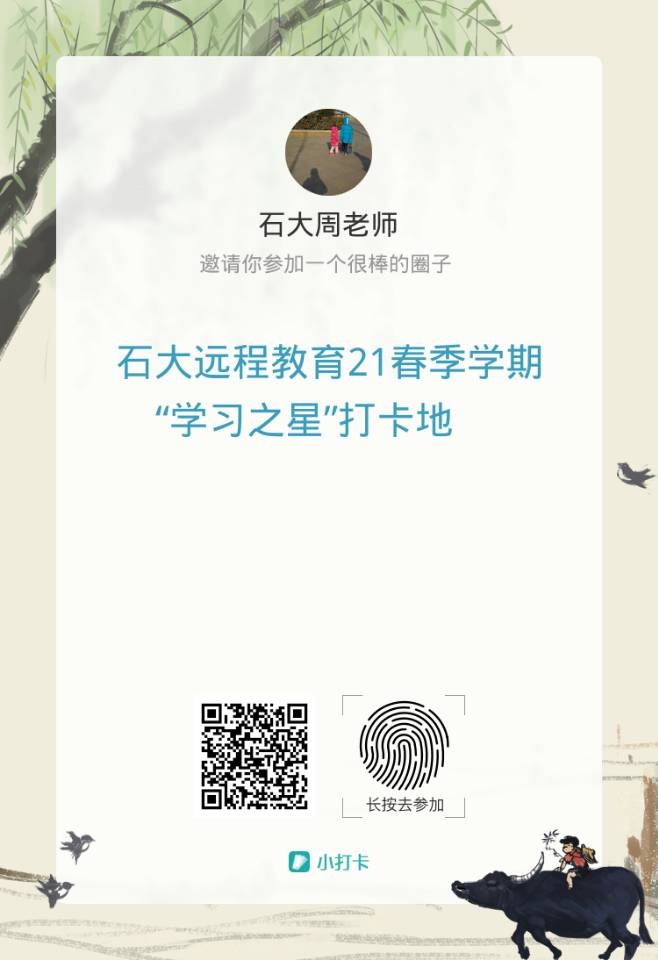 石大周老师
邀请你参加一个很棒的圈子
石大远程教育21春季学期
“学习之星”打卡地
长按去参加
小打卡